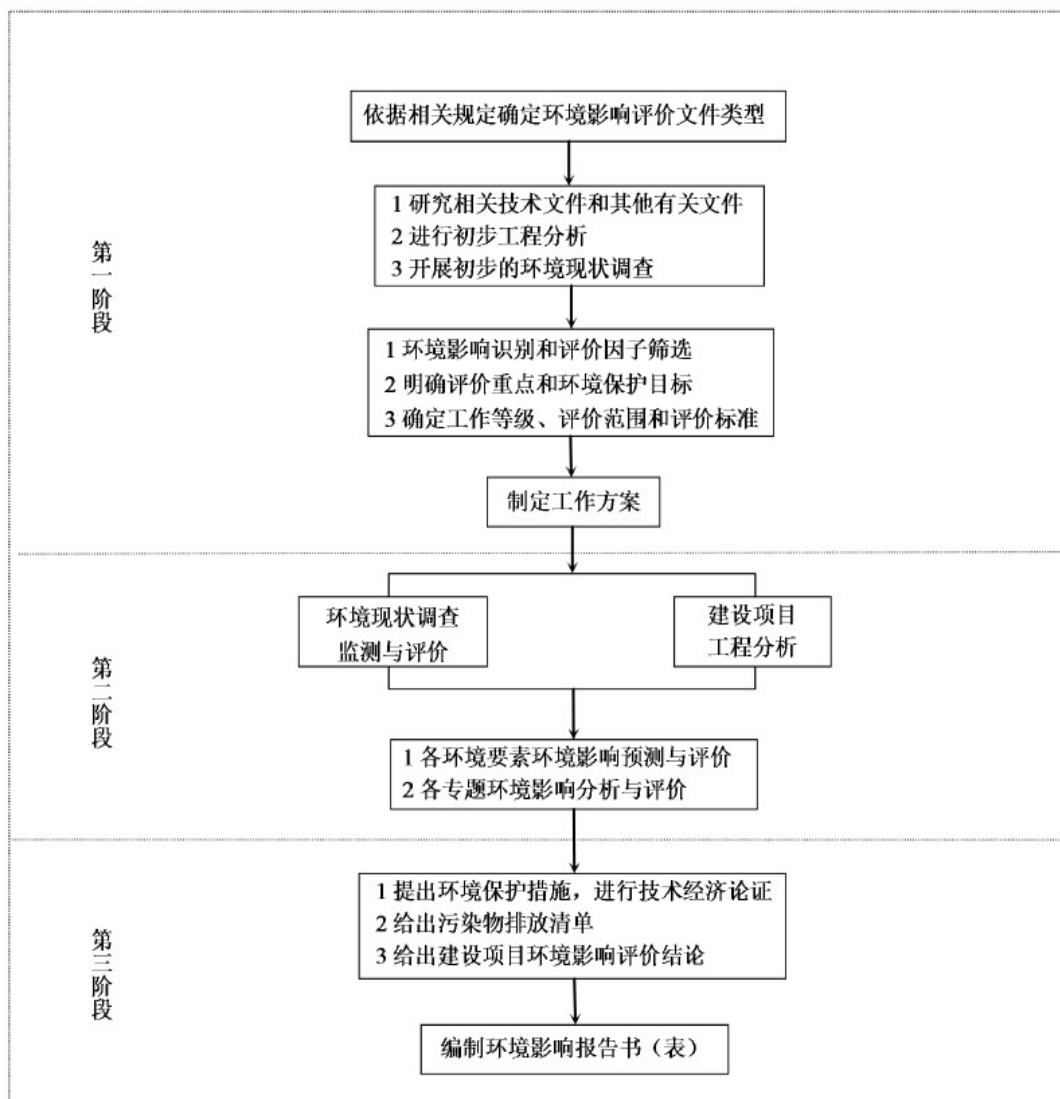 依据相关规定确定环境影响评价文件类型
第一阶段
1 研究相关技术文件和其他有关文件
2 进行初步工程分析
3 开展初步的环境现状调查
1 环境影响识别和评价因子筛选
2 明确评价重点和环境保护目标
3 确定工作等级、评价范围和评价标准
制定工作方案
第二阶段
环境现状调查
监测与评价
建设项目
工程分析
1 各环境要素环境影响预测与评价
2 各专题环境影响分析与评价
第三阶段
1 提出环境保护措施，进行技术经济论证
2 给出污染物排放清单
3 给出建设项目环境影响评价结论
编制环境影响报告书（表）